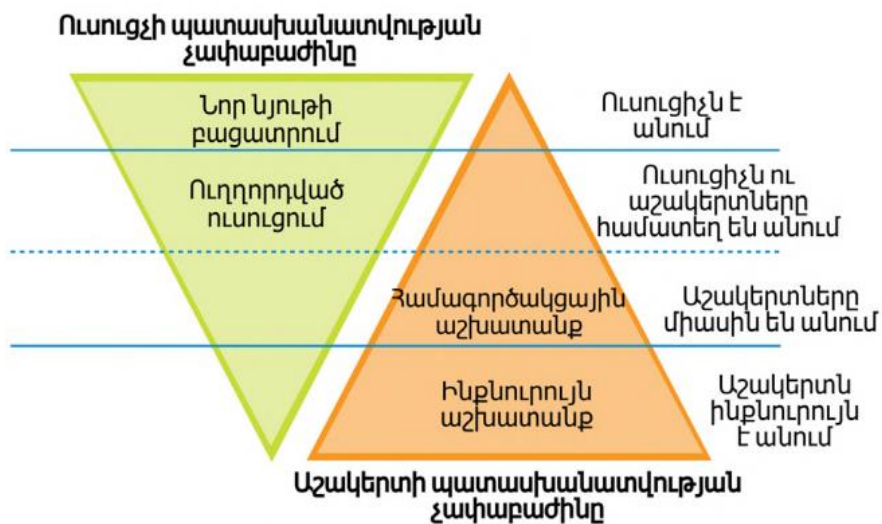 Ուսուցչի պատասխանատվության
չափաբաժինը
Նոր նյութի
բացատրում
Ուսուցիչն է
անում
Ուղղորդված
ուսուցում
Ուսուցիչն ու
աշակերտները
համատեղ են անում
Համագործակցային
աշխատանք
Աշակերտները
միասին են անում
Ինքնուրույն
աշխատանք
Աշակերտն
ինքնուրույն
է անում
Աշակերտի պատասխանատվության
չափաբաժինը